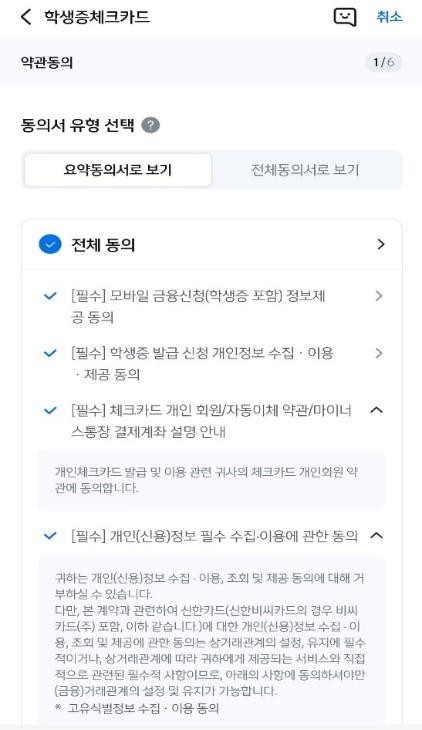 학생증체크카드
취소
약관동의
1/6
동의서 유형 선택 ?
요약동의서로 보기
전체동의서로 보기
전체 동의
[필수] 모바일 금융신청(학생증 포함) 정보제
공 동의
[필수] 학생증 발급 신청 개인정보 수집 · 이용
· 제공 동의
[필수] 체크카드 개인 회원/자동이체 약관/마이너
스통장 결제계좌 설명 안내
개인체크카드 발급 및 이용 관련 귀사의 체크카드 개인회원 약
관에 동의합니다.
[필수] 개인(신용)정보 필수 수집·이용에 관한 동의
귀하는 개인(신용)정보 수집 · 이용, 조회 및 제공 동의에 대해 거
부하실 수 있습니다.
다만, 본 계약과 관련하여 신한카드(신한비씨카드의 경우 비씨
카드(주) 포함, 이하 같습니다.)에 대한 개인(신용)정보 수집 · 이
용, 조회 및 제공에 관한 동의는 상거래관계의 설정, 유지에 필수
적이거나, 상거래관계에 따라 귀하에게 제공되는 서비스와 직접
적으로 관련된 필수적 사항이므로, 아래의 사항에 동의하셔야만
(금융)거래관계의 설정 및 유지가 가능합니다.
* 고유식별정보 수집 · 이용 동의